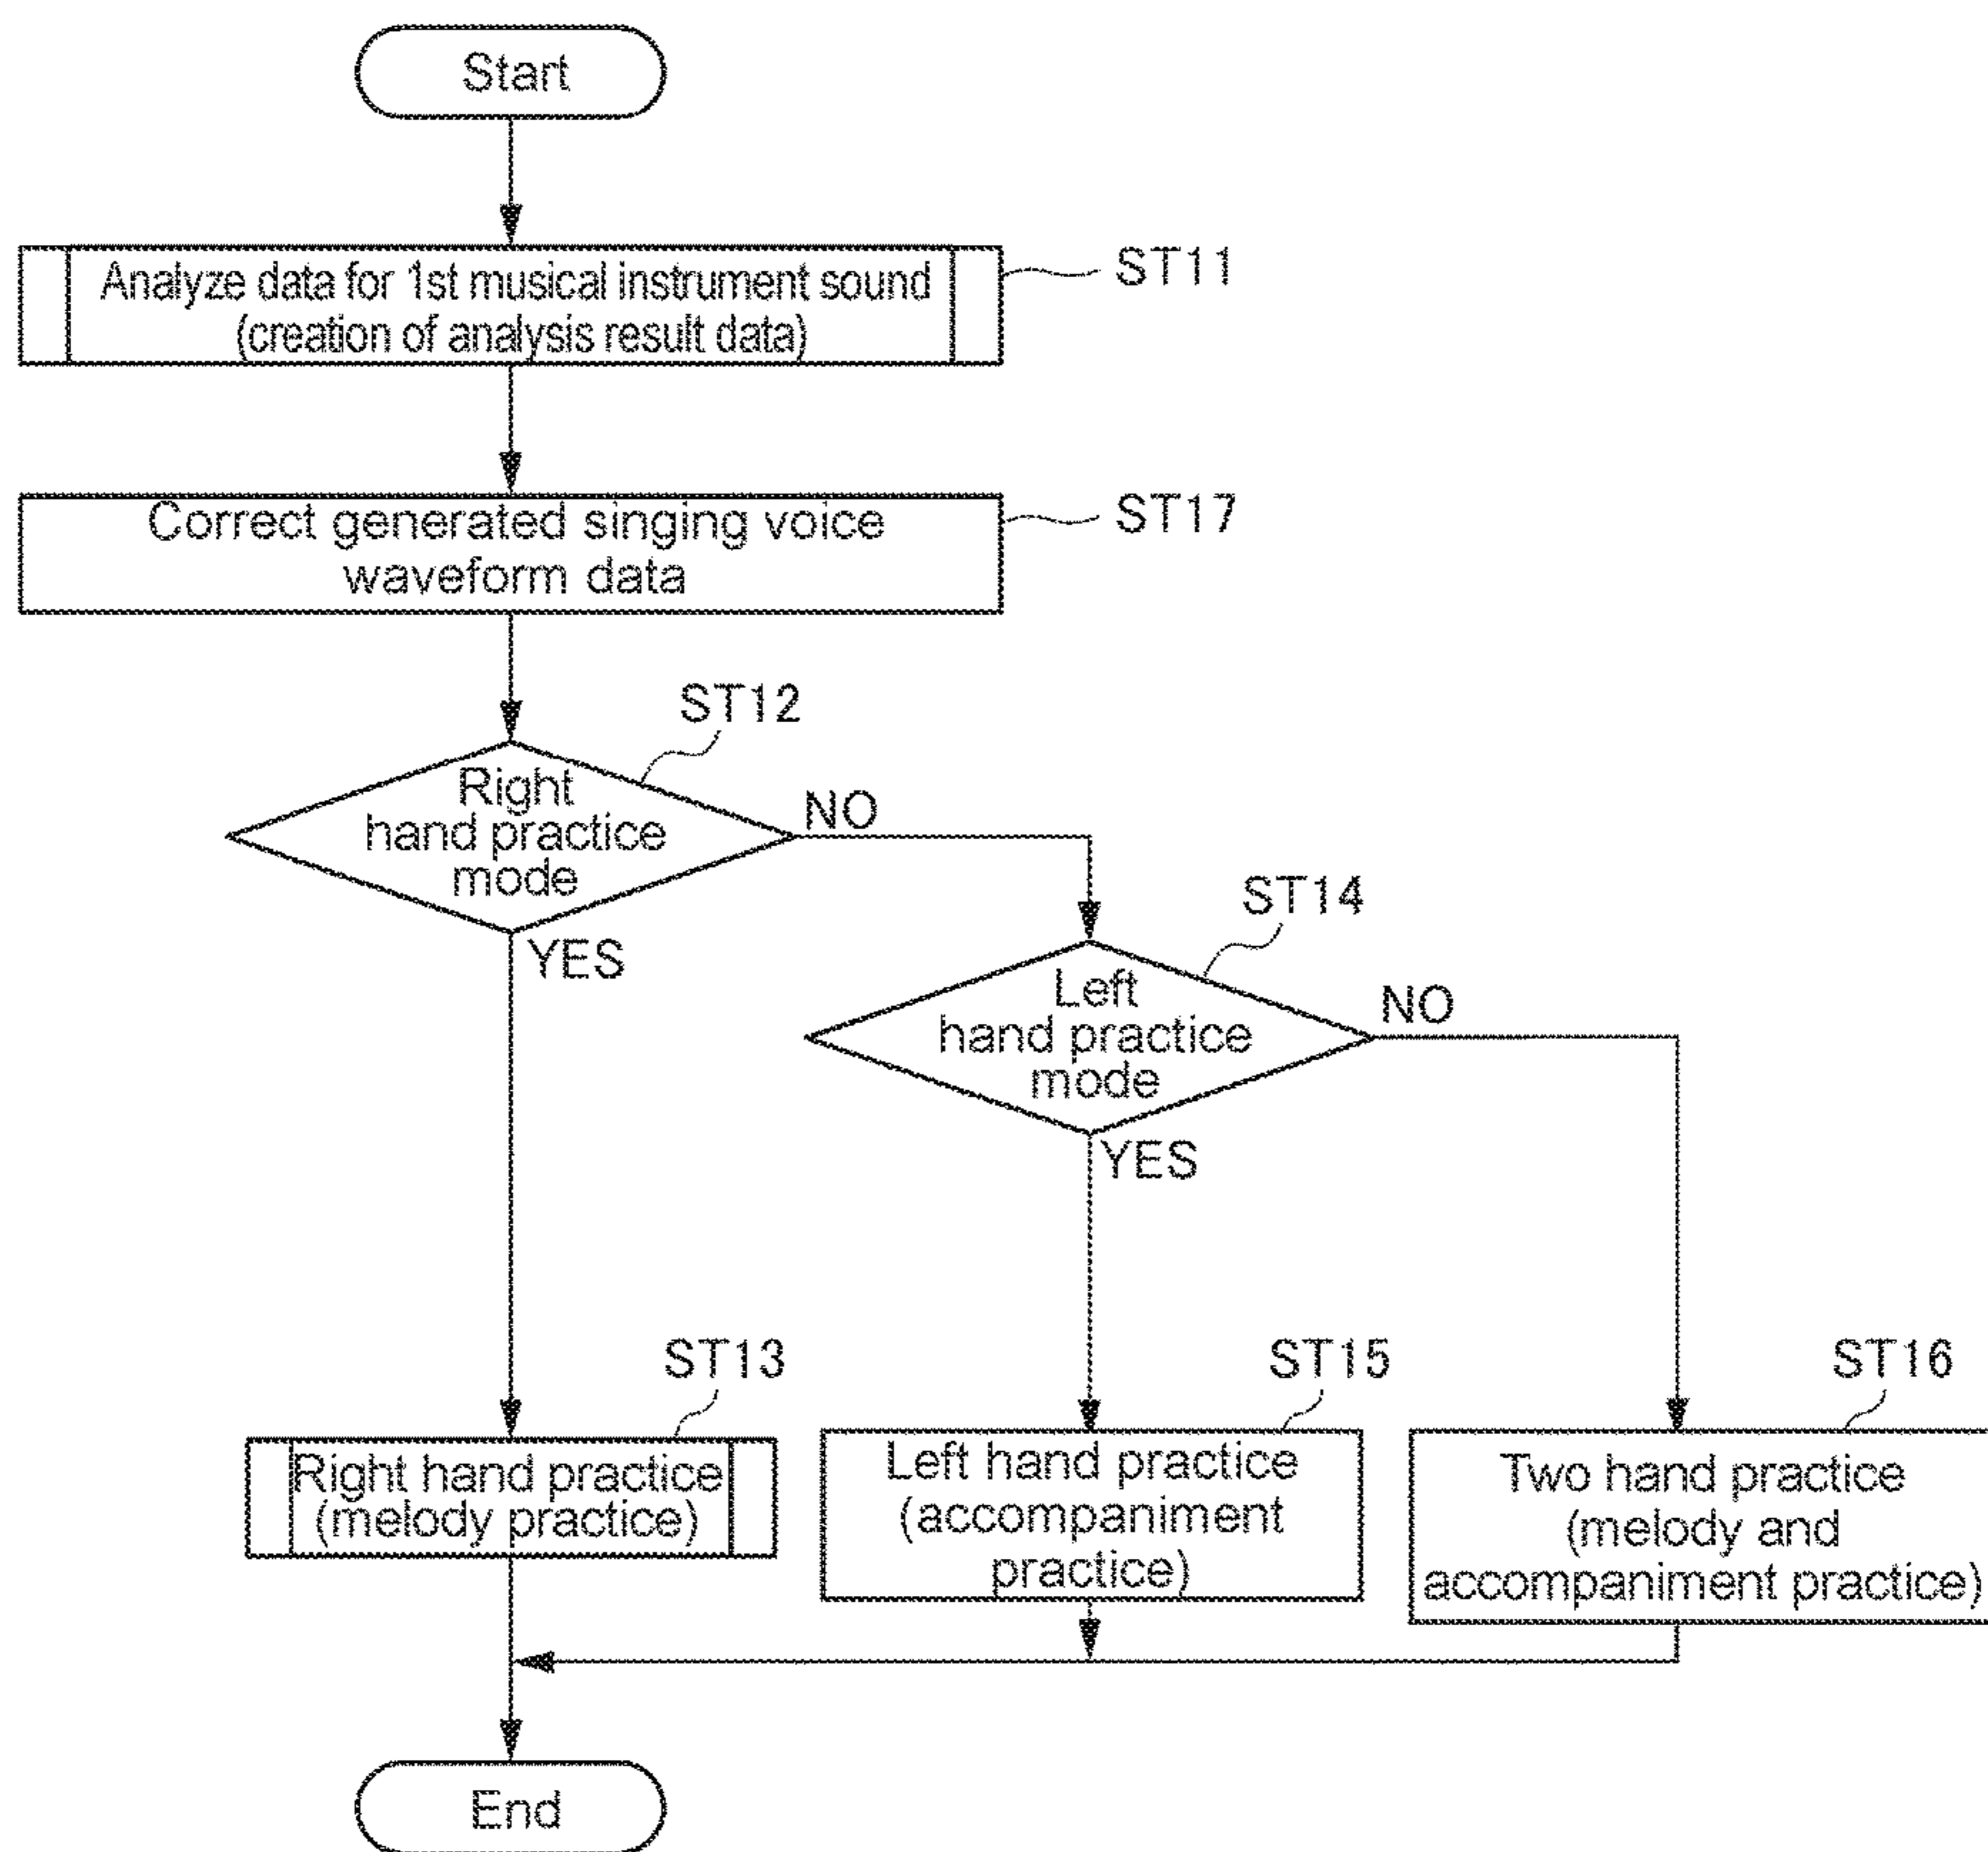 Start
Analyze data for 1st musical instrument sound
(creation of analysis result data)
ST11
Correct generated singing voice
waveform data
ST17
ST12
Right
hand practice
mode
NO
YES
ST14
Left
hand practice
mode
NO
YES
ST13
Right hand practice
(melody practice)
ST15
Left hand practice
(accompaniment
practice)
ST16
Two hand practice
(melody and
accompaniment practice)
End